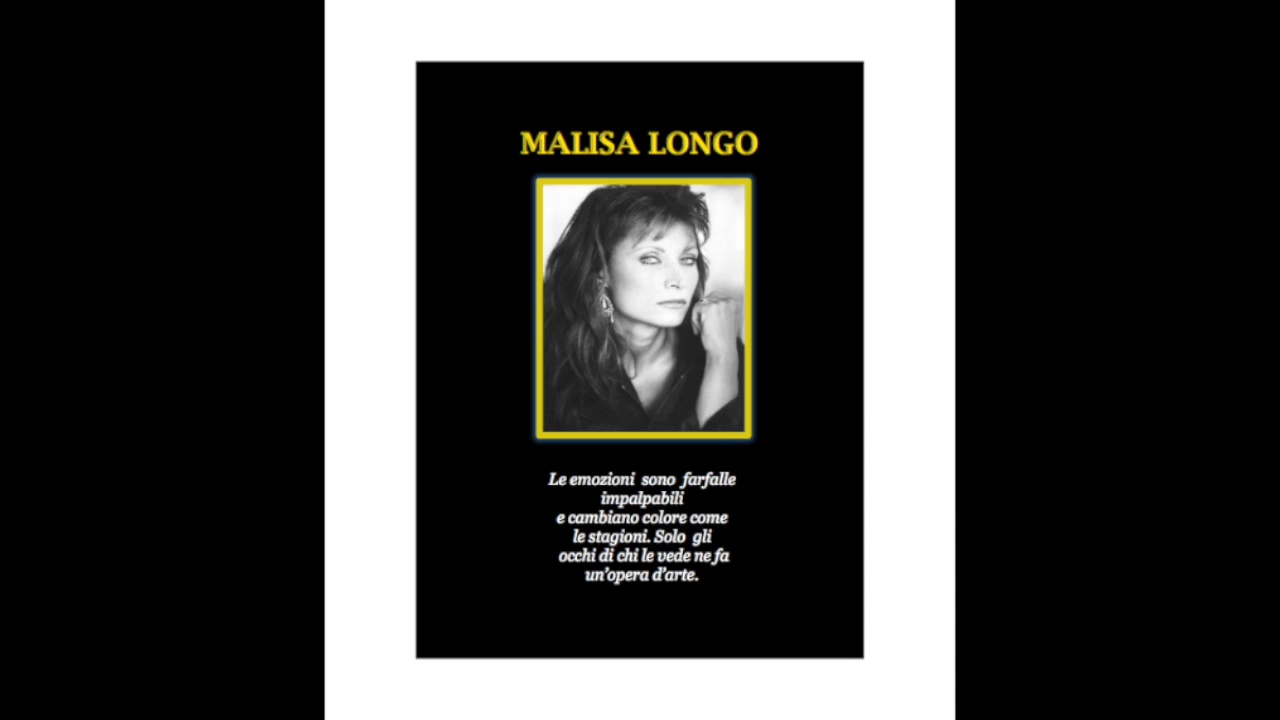 MALISA LONGO
Le emozioni sono farfalle
impalpabili
e cambiano colore come
le stagioni. Solo gli
occhi di chi le vede ne fa
un'opera d'arte.